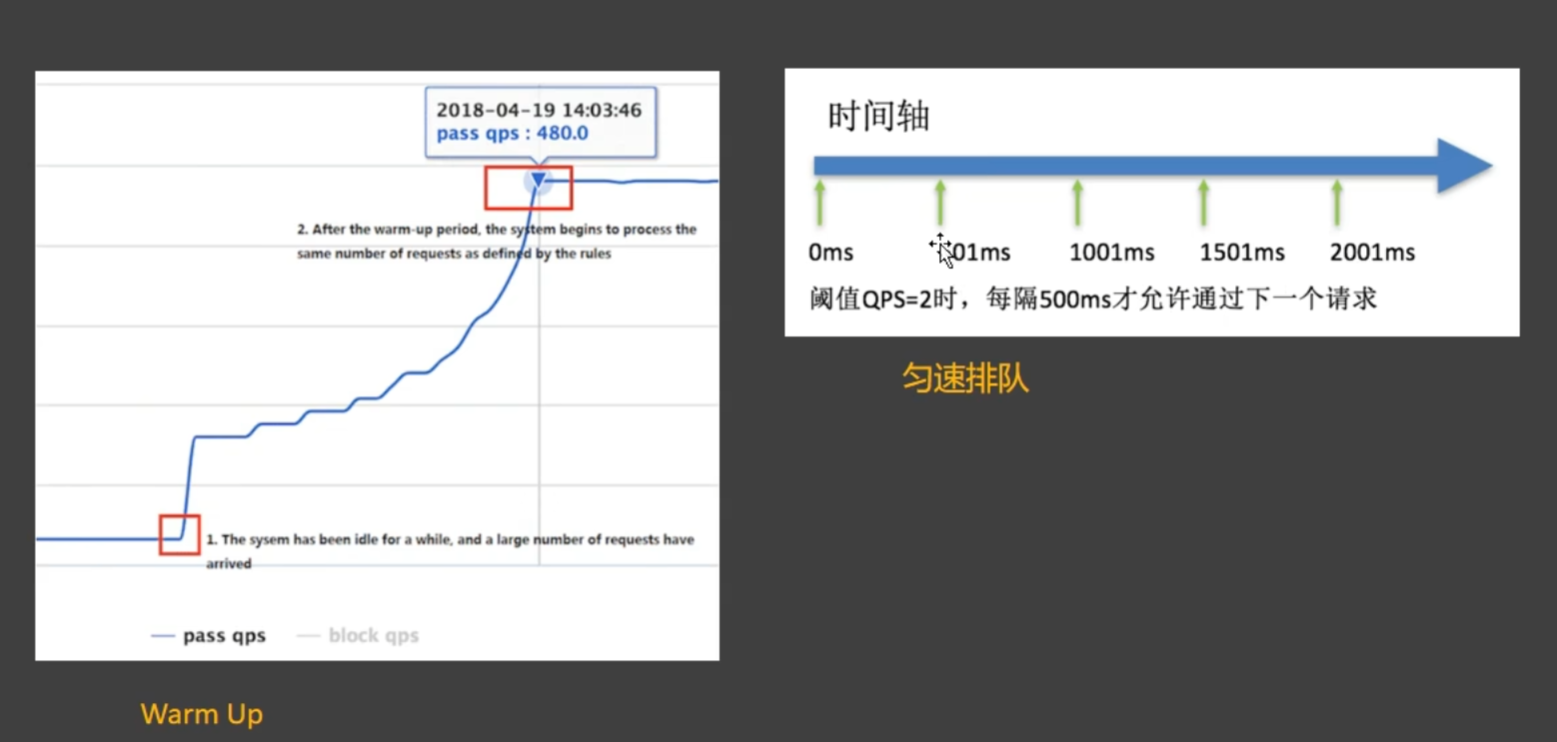 2018-04-19 14:03:46
pass qps : 480.0
2. After the warm-up period, the system begins to process the
same number of requests as defined by the rules
1. The sysem has been idle for a while, and a large number of requests have
arrived
pass qps
block qps
Warm Up
时间轴
0ms
01ms
1001ms
1501ms
2001ms
阈值QPS=2时，每隔500ms才允许通过下一个请求
匀速排队